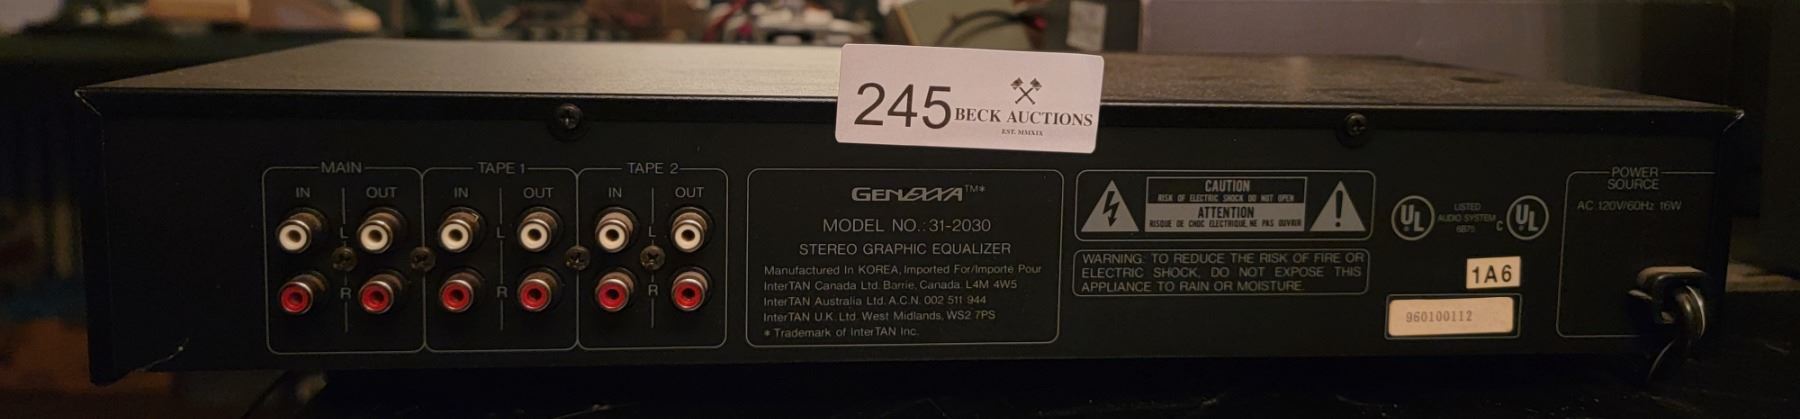 245 BECK AUCTIONS
EST. MMXIX
MAIN
IN OUT
L
R
TAPE 1
IN OUT
L
R
TAPE 2
IN OUT
L
R
GENEXXA™*
MODEL NO.:31-2030
STEREO GRAPHIC EQUALIZER
Manufactured In KOREA, Imported For/Importé Pour
InterTAN Canada Ltd. Barrie, Canada. L4M 4W5
InterTAN Australia Ltd. A.C.N. 002 511 944
InterTAN U.K. Ltd. West Midlands, WS2 7PS
* Trademark of InterTAN Inc.
CAUTION
RISK OF ELECTRIC SHOCK DO NOT OPEN
ATTENTION
RISQUE DE CHOC ELECTRIQUE, NE PAS OUVRIR
WARNING: TO REDUCE THE RISK OF FIRE OR
ELECTRIC SHOCK, DO NOT EXPOSE THIS
APPLIANCE TO RAIN OR MOISTURE.
UL
LISTED
AUDIO SYSTEM
6B75
C UL
1A6
960100112
POWER
SOURCE
AC 120V/60Hz 16W